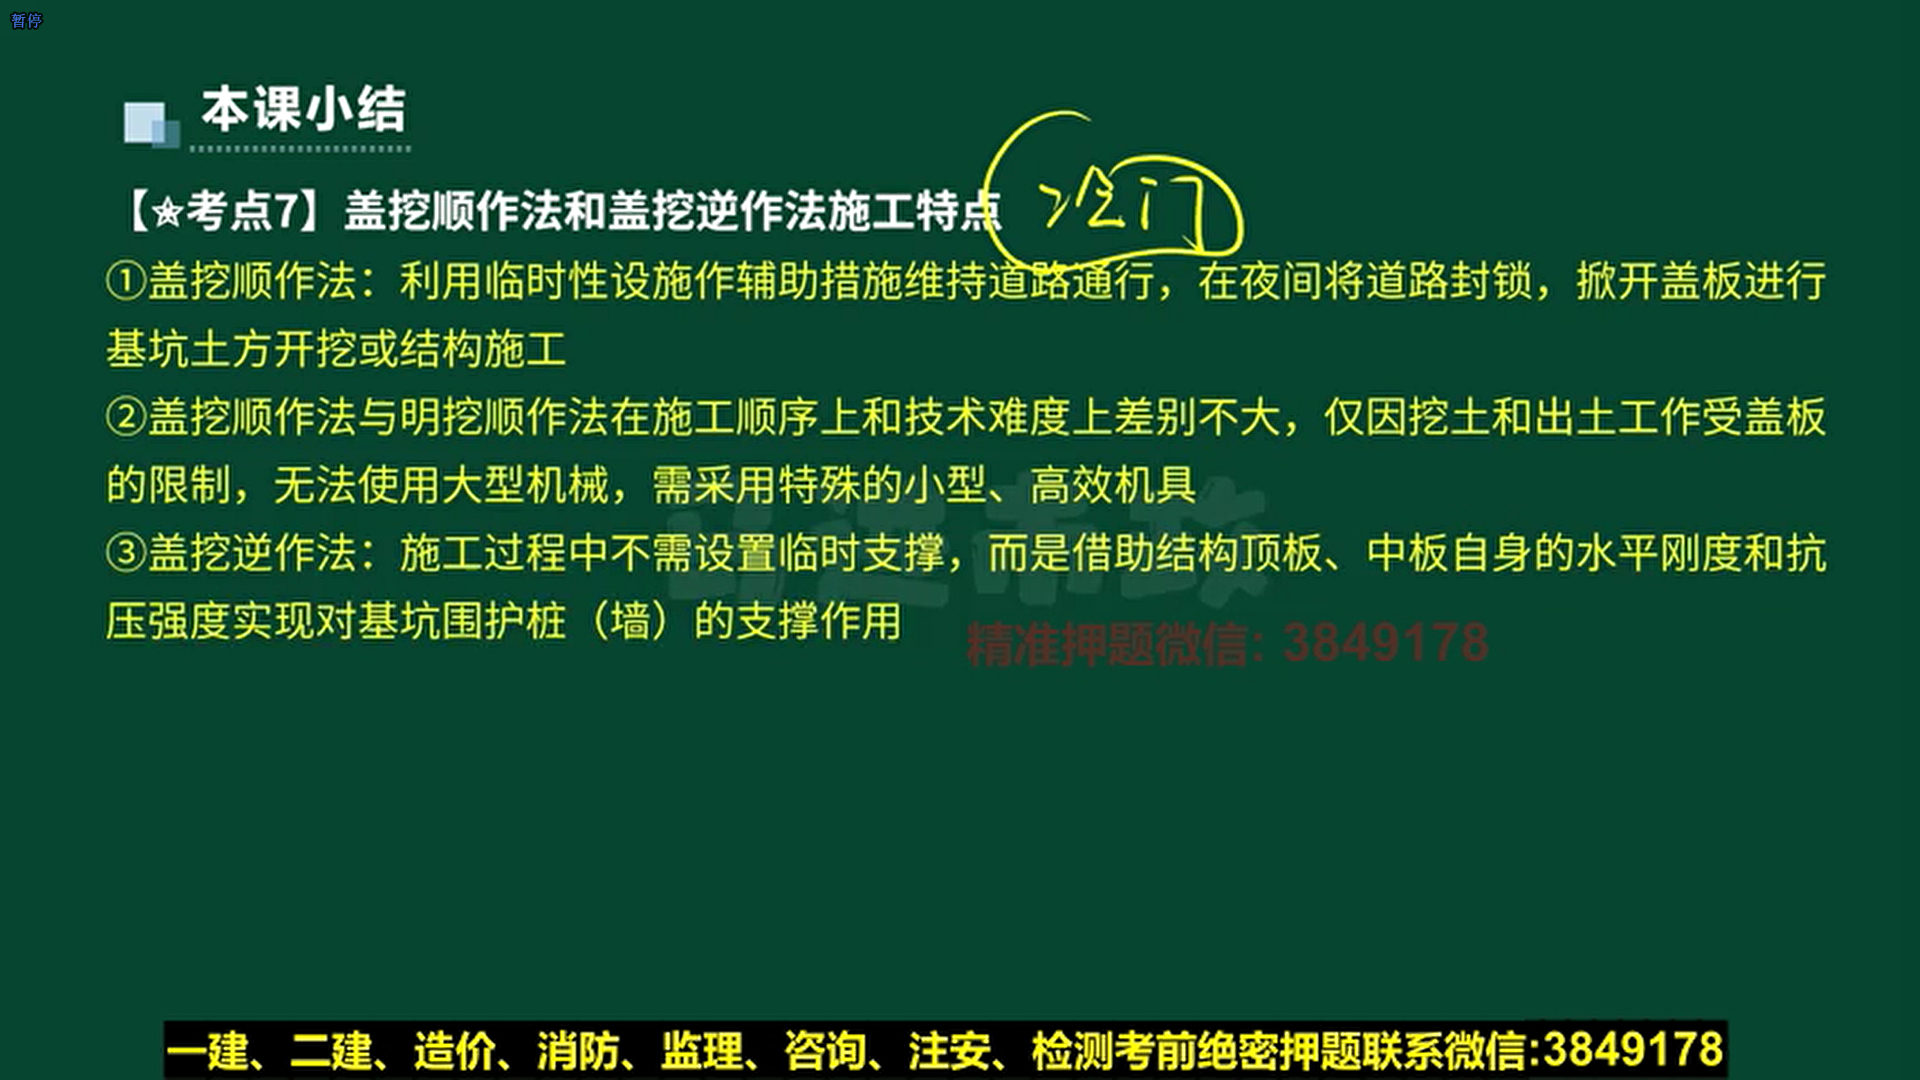 暂停
本课小结
【☆考点7】盖挖顺作法和盖挖逆作法施工特点
冷门
①盖挖顺作法：利用临时性设施作辅助措施维持道路通行，在夜间将道路封锁，掀开盖板进行
基坑土方开挖或结构施工
②盖挖顺作法与明挖顺作法在施工顺序上和技术难度上差别不大，仅因挖土和出土工作受盖板
的限制，无法使用大型机械，需采用特殊的小型、高效机具
③盖挖逆作法：施工过程中不需设置临时支撑，而是借助结构顶板、中板自身的水平刚度和抗
压强度实现对基坑围护桩（墙）的支撑作用
精准押题微信: 3849178
一建、二建、造价、消防、监理、咨询、注安、检测考前绝密押题联系微信:3849178